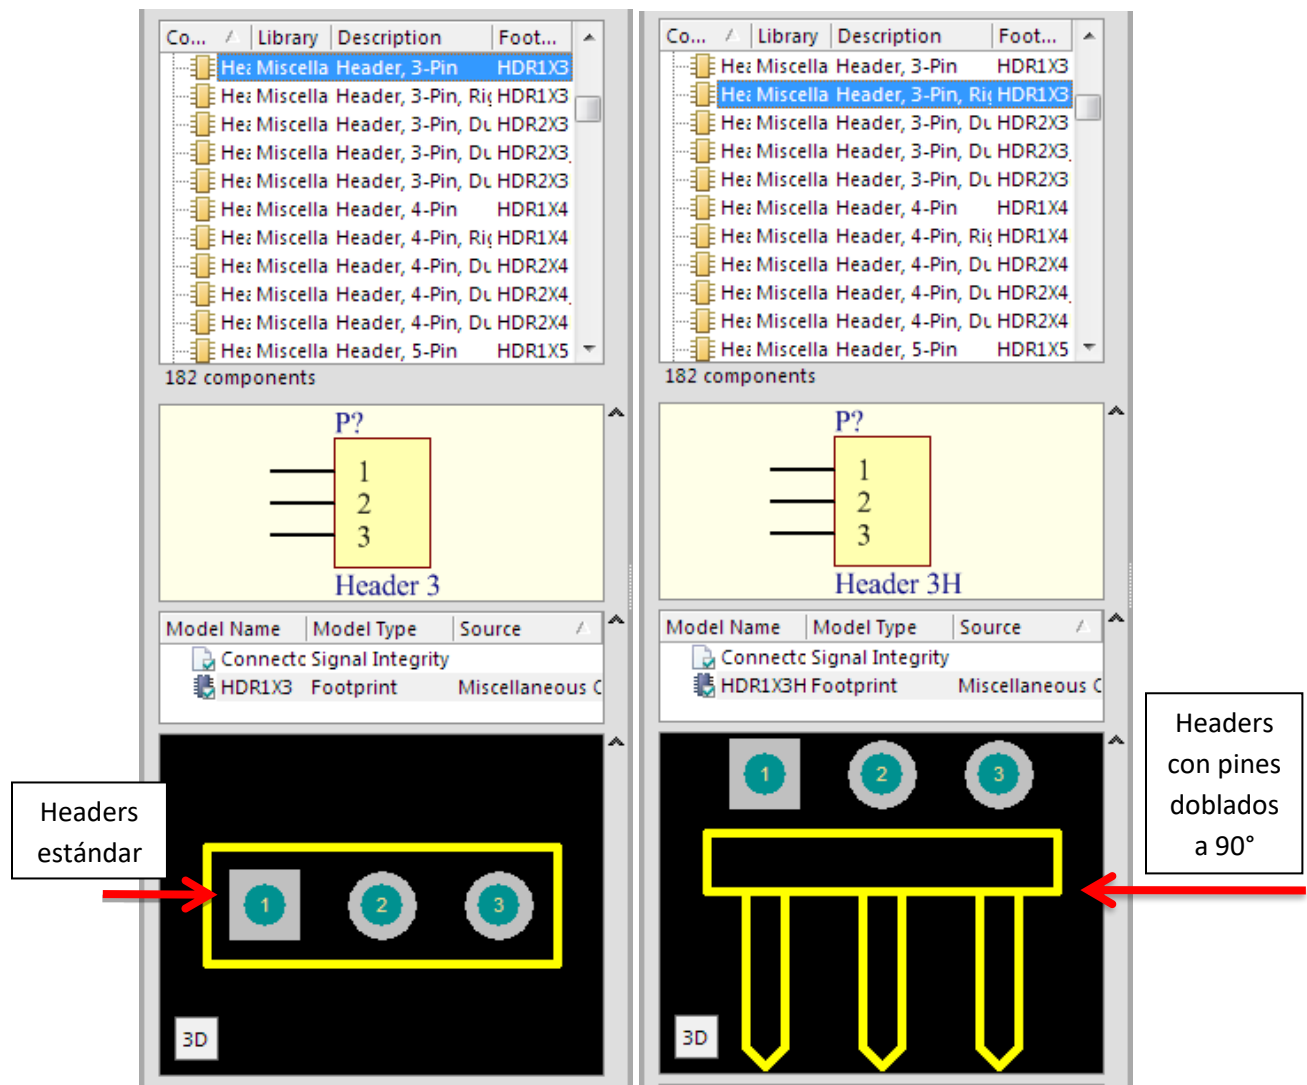 Co... Library Description Foot...
Hea Miscella Header, 3-Pin HDR1X3
Hea Miscella Header, 3-Pin, Rig HDR1X3
Hea Miscella Header, 3-Pin, Du HDR2X3
Hea Miscella Header, 3-Pin, Du HDR2X3_
Hea Miscella Header, 3-Pin, Du HDR2X3
Hea Miscella Header, 4-Pin HDR1X4
Hea Miscella Header, 4-Pin, Rig HDR1X4
Hea Miscella Header, 4-Pin, Du HDR2X4
Hea Miscella Header, 4-Pin, Du HDR2X4_
Hea Miscella Header, 4-Pin, Du HDR2X4
Hea Miscella Header, 5-Pin HDR1X5
182 components
P?
1
2
3
Header 3
Model Name Model Type Source
Connectc Signal Integrity
HDR1X3 Footprint Miscellaneous C
Headers
estándar
1 2 3
3D
Co... Library Description Foot...
Hea Miscella Header, 3-Pin HDR1X3
Hea Miscella Header, 3-Pin, Rig HDR1X3
Hea Miscella Header, 3-Pin, Du HDR2X3
Hea Miscella Header, 3-Pin, Du HDR2X3_
Hea Miscella Header, 3-Pin, Du HDR2X3
Hea Miscella Header, 4-Pin HDR1X4
Hea Miscella Header, 4-Pin, Rig HDR1X4
Hea Miscella Header, 4-Pin, Du HDR2X4
Hea Miscella Header, 4-Pin, Du HDR2X4_
Hea Miscella Header, 4-Pin, Du HDR2X4
Hea Miscella Header, 5-Pin HDR1X5
182 components
P?
1
2
3
Header 3H
Model Name Model Type Source
Connectc Signal Integrity
HDR1X3H Footprint Miscellaneous C
1 2 3
3D
Headers
con pines
doblados
a 90°